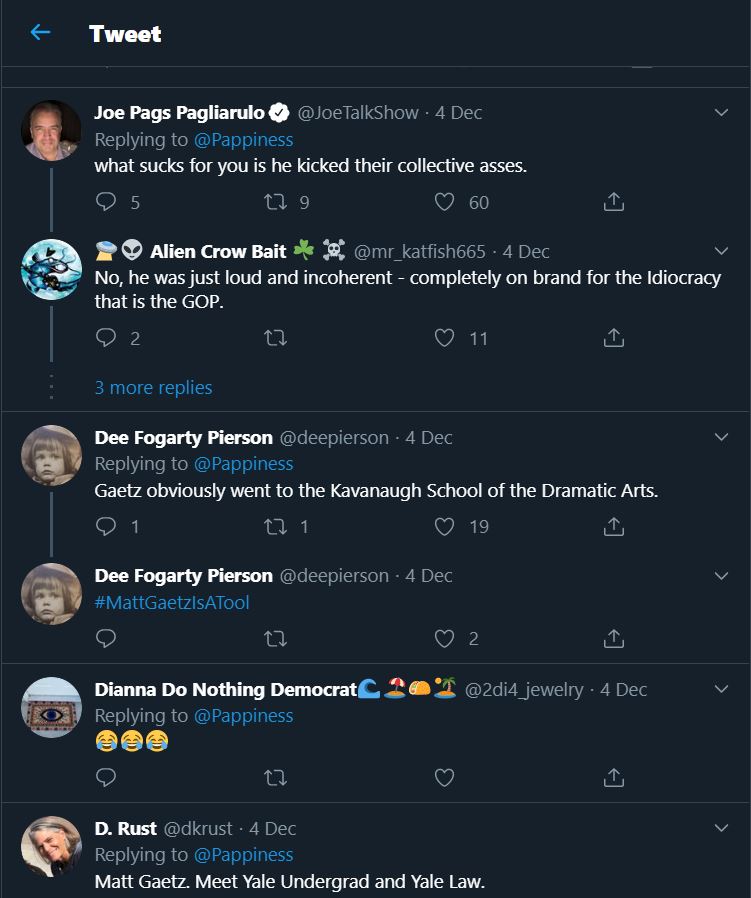 Tweet
Joe Pags Pagliarulo @JoeTalkShow · 4 Dec
Replying to @Pappiness
what sucks for you is he kicked their collective asses.
5 9 60
🛸👽 Alien Crow Bait ☘️ ☠️ @mr_katfish665 · 4 Dec
No, he was just loud and incoherent - completely on brand for the Idiocracy
that is the GOP.
2 11
3 more replies
Dee Fogarty Pierson @deepierson · 4 Dec
Replying to @Pappiness
Gaetz obviously went to the Kavanaugh School of the Dramatic Arts.
1 1 19
Dee Fogarty Pierson @deepierson · 4 Dec
#MattGaetzIsATool
2
Dianna Do Nothing Democrat🌊⛱️🌮🏝️ @2di4_jewelry · 4 Dec
Replying to @Pappiness
😂😂😂
D. Rust @dkrust · 4 Dec
Replying to @Pappiness
Matt Gaetz. Meet Yale Undergrad and Yale Law.